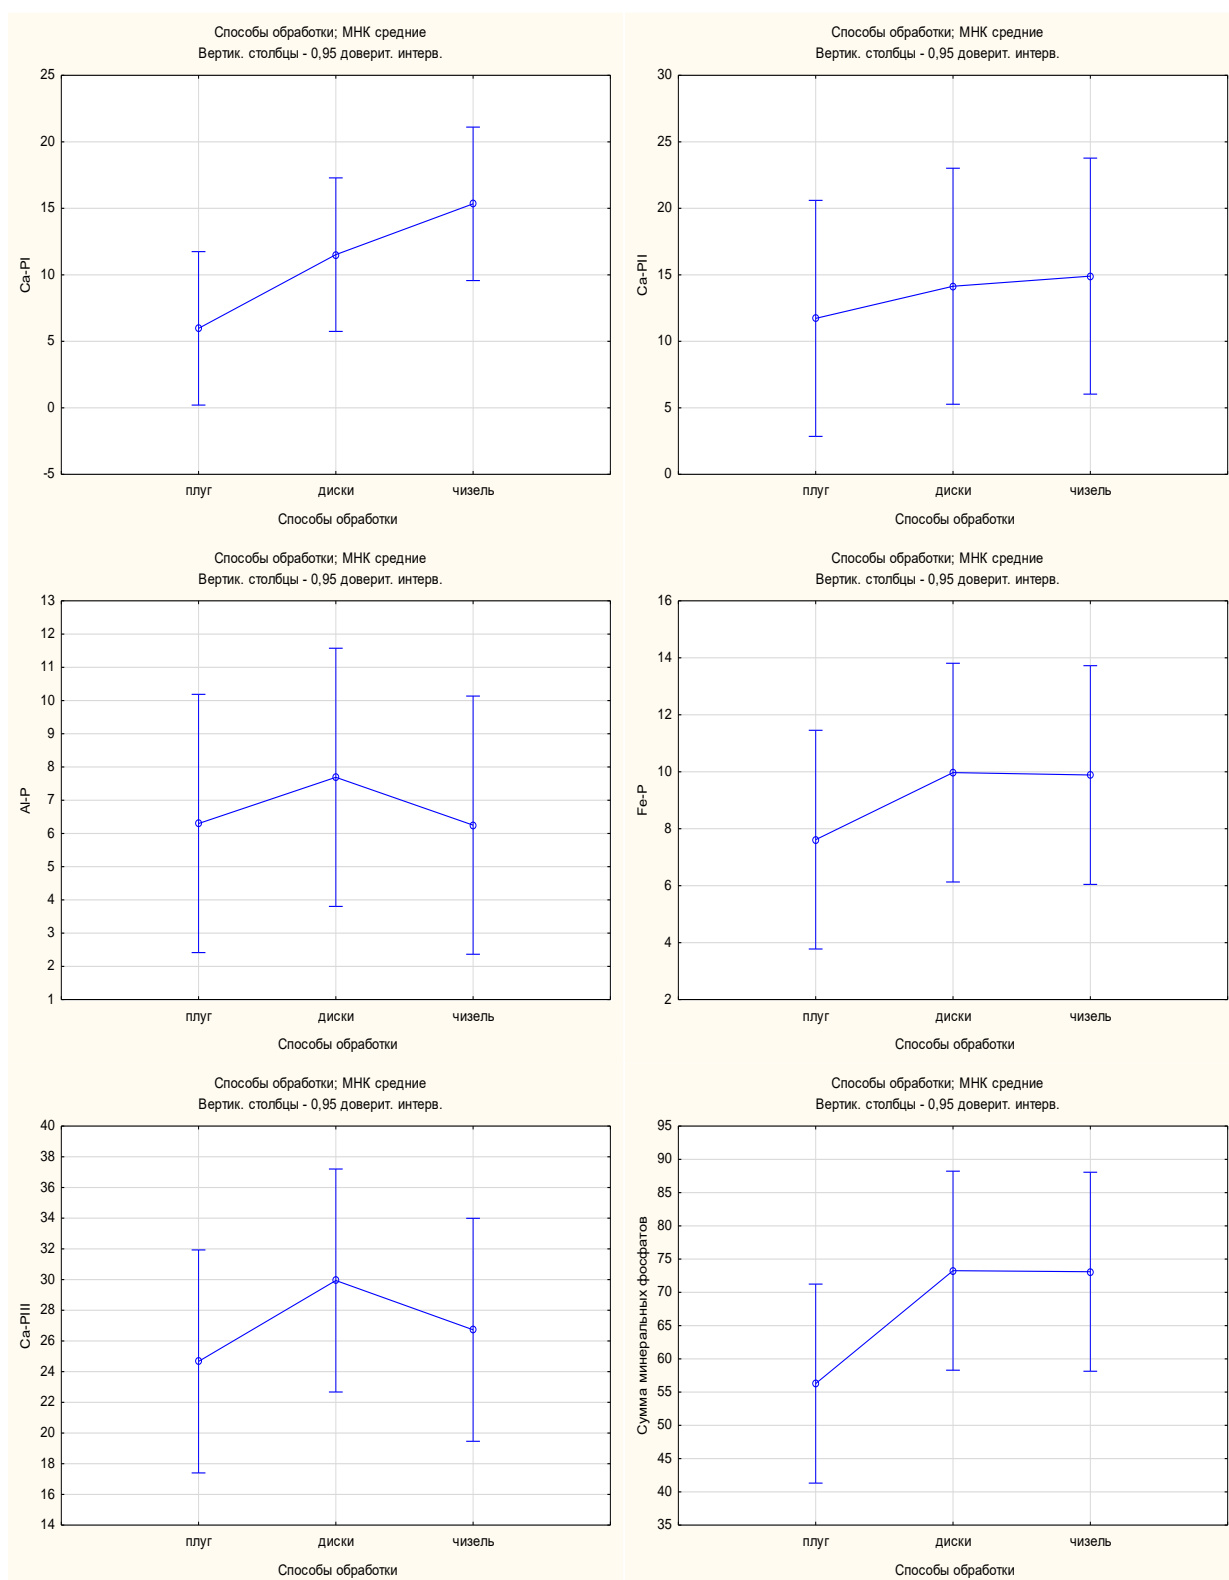 Способы обработки; МНК средние
Вертик. столбцы - 0,95 доверит. интерв.
25
20
15
10
5
0
-5
Ca-PI
плуг диски чизель
Способы обработки
Способы обработки; МНК средние
Вертик. столбцы - 0,95 доверит. интерв.
30
25
20
15
10
5
0
Ca-PII
плуг диски чизель
Способы обработки
Способы обработки; МНК средние
Вертик. столбцы - 0,95 доверит. интерв.
13
12
11
10
9
8
7
6
5
4
3
2
1
Al-P
плуг диски чизель
Способы обработки
Способы обработки; МНК средние
Вертик. столбцы - 0,95 доверит. интерв.
16
14
12
10
8
6
4
2
Fe-P
плуг диски чизель
Способы обработки
Способы обработки; МНК средние
Вертик. столбцы - 0,95 доверит. интерв.
40
38
36
34
32
30
28
26
24
22
20
18
16
14
Ca-PIII
плуг диски чизель
Способы обработки
Способы обработки; МНК средние
Вертик. столбцы - 0,95 доверит. интерв.
95
90
85
80
75
70
65
60
55
50
45
40
35
Сумма минеральных фосфатов
плуг диски чизель
Способы обработки